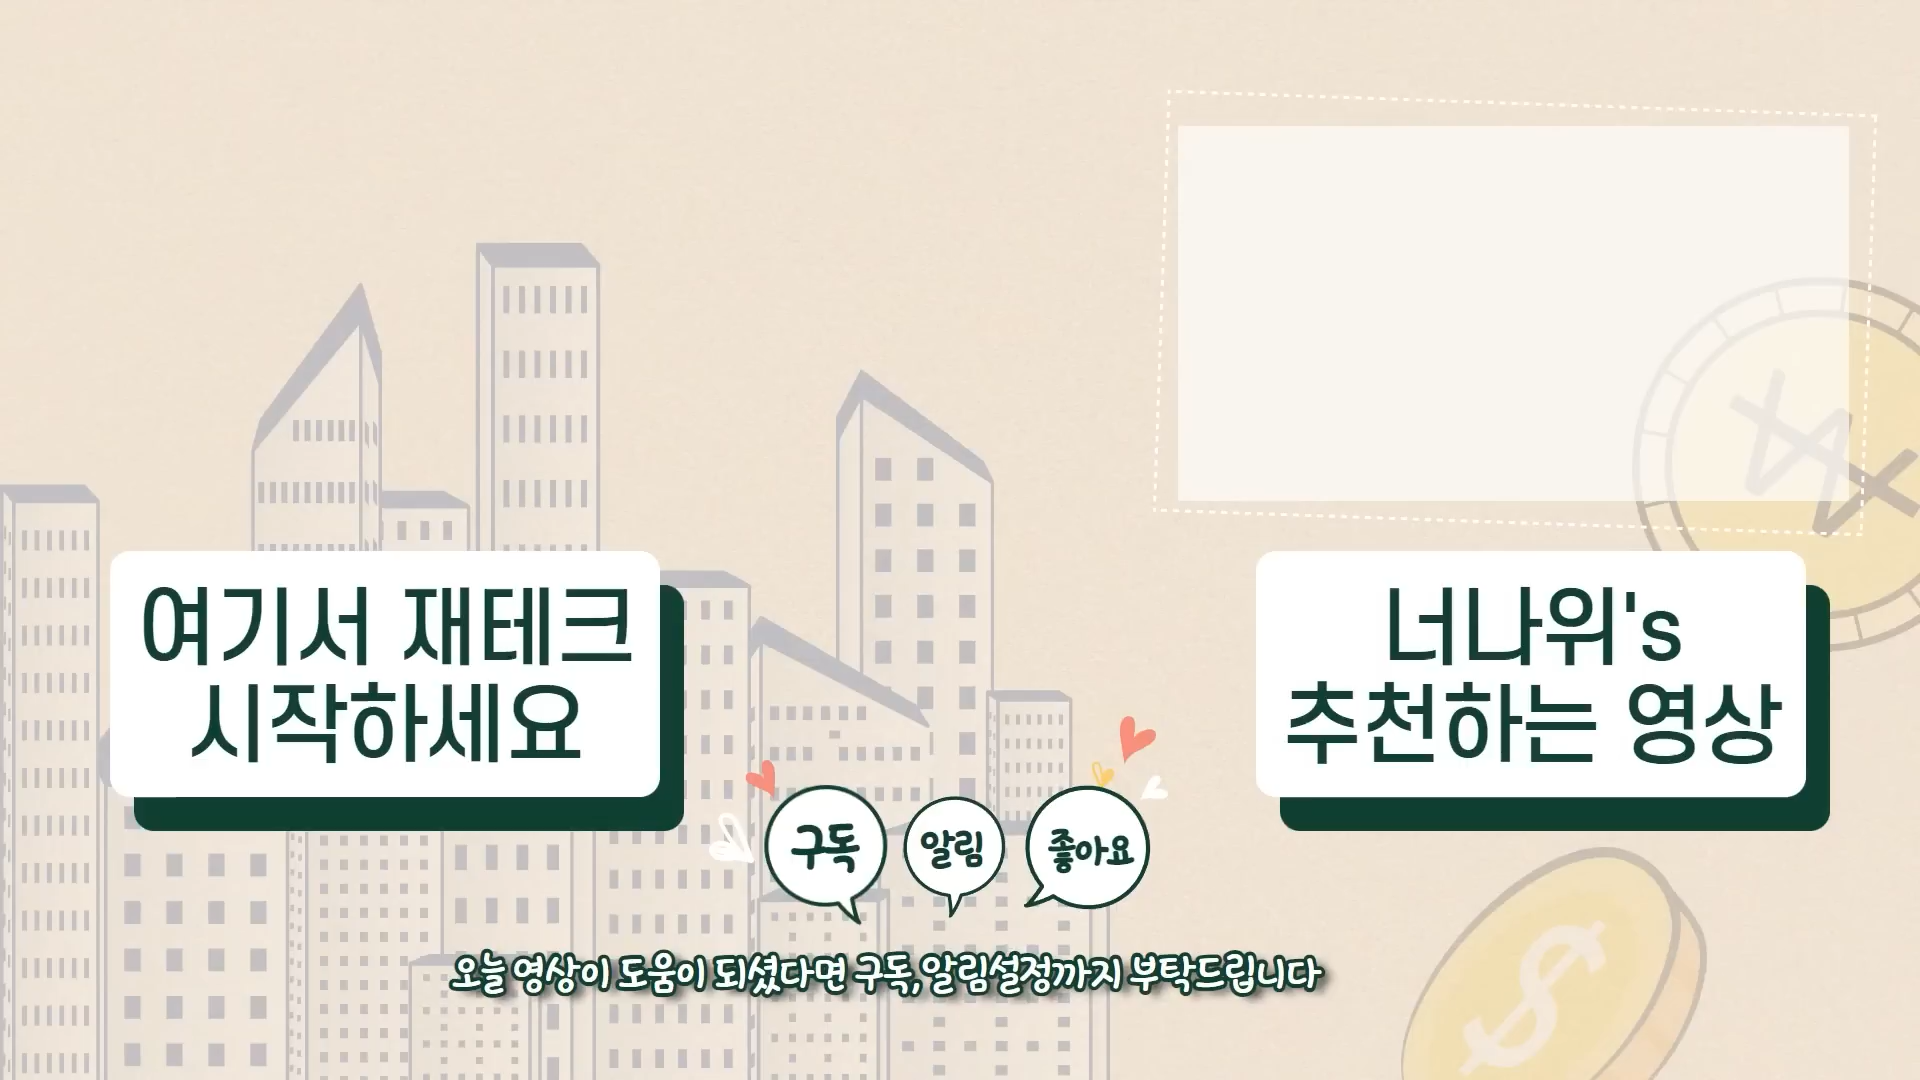 여기서 재테크
시작하세요
너나위's
추천하는 영상
구독
알림
좋아요
오늘 영상이 도움이 되셨다면 구독, 알림설정까지 부탁드립니다